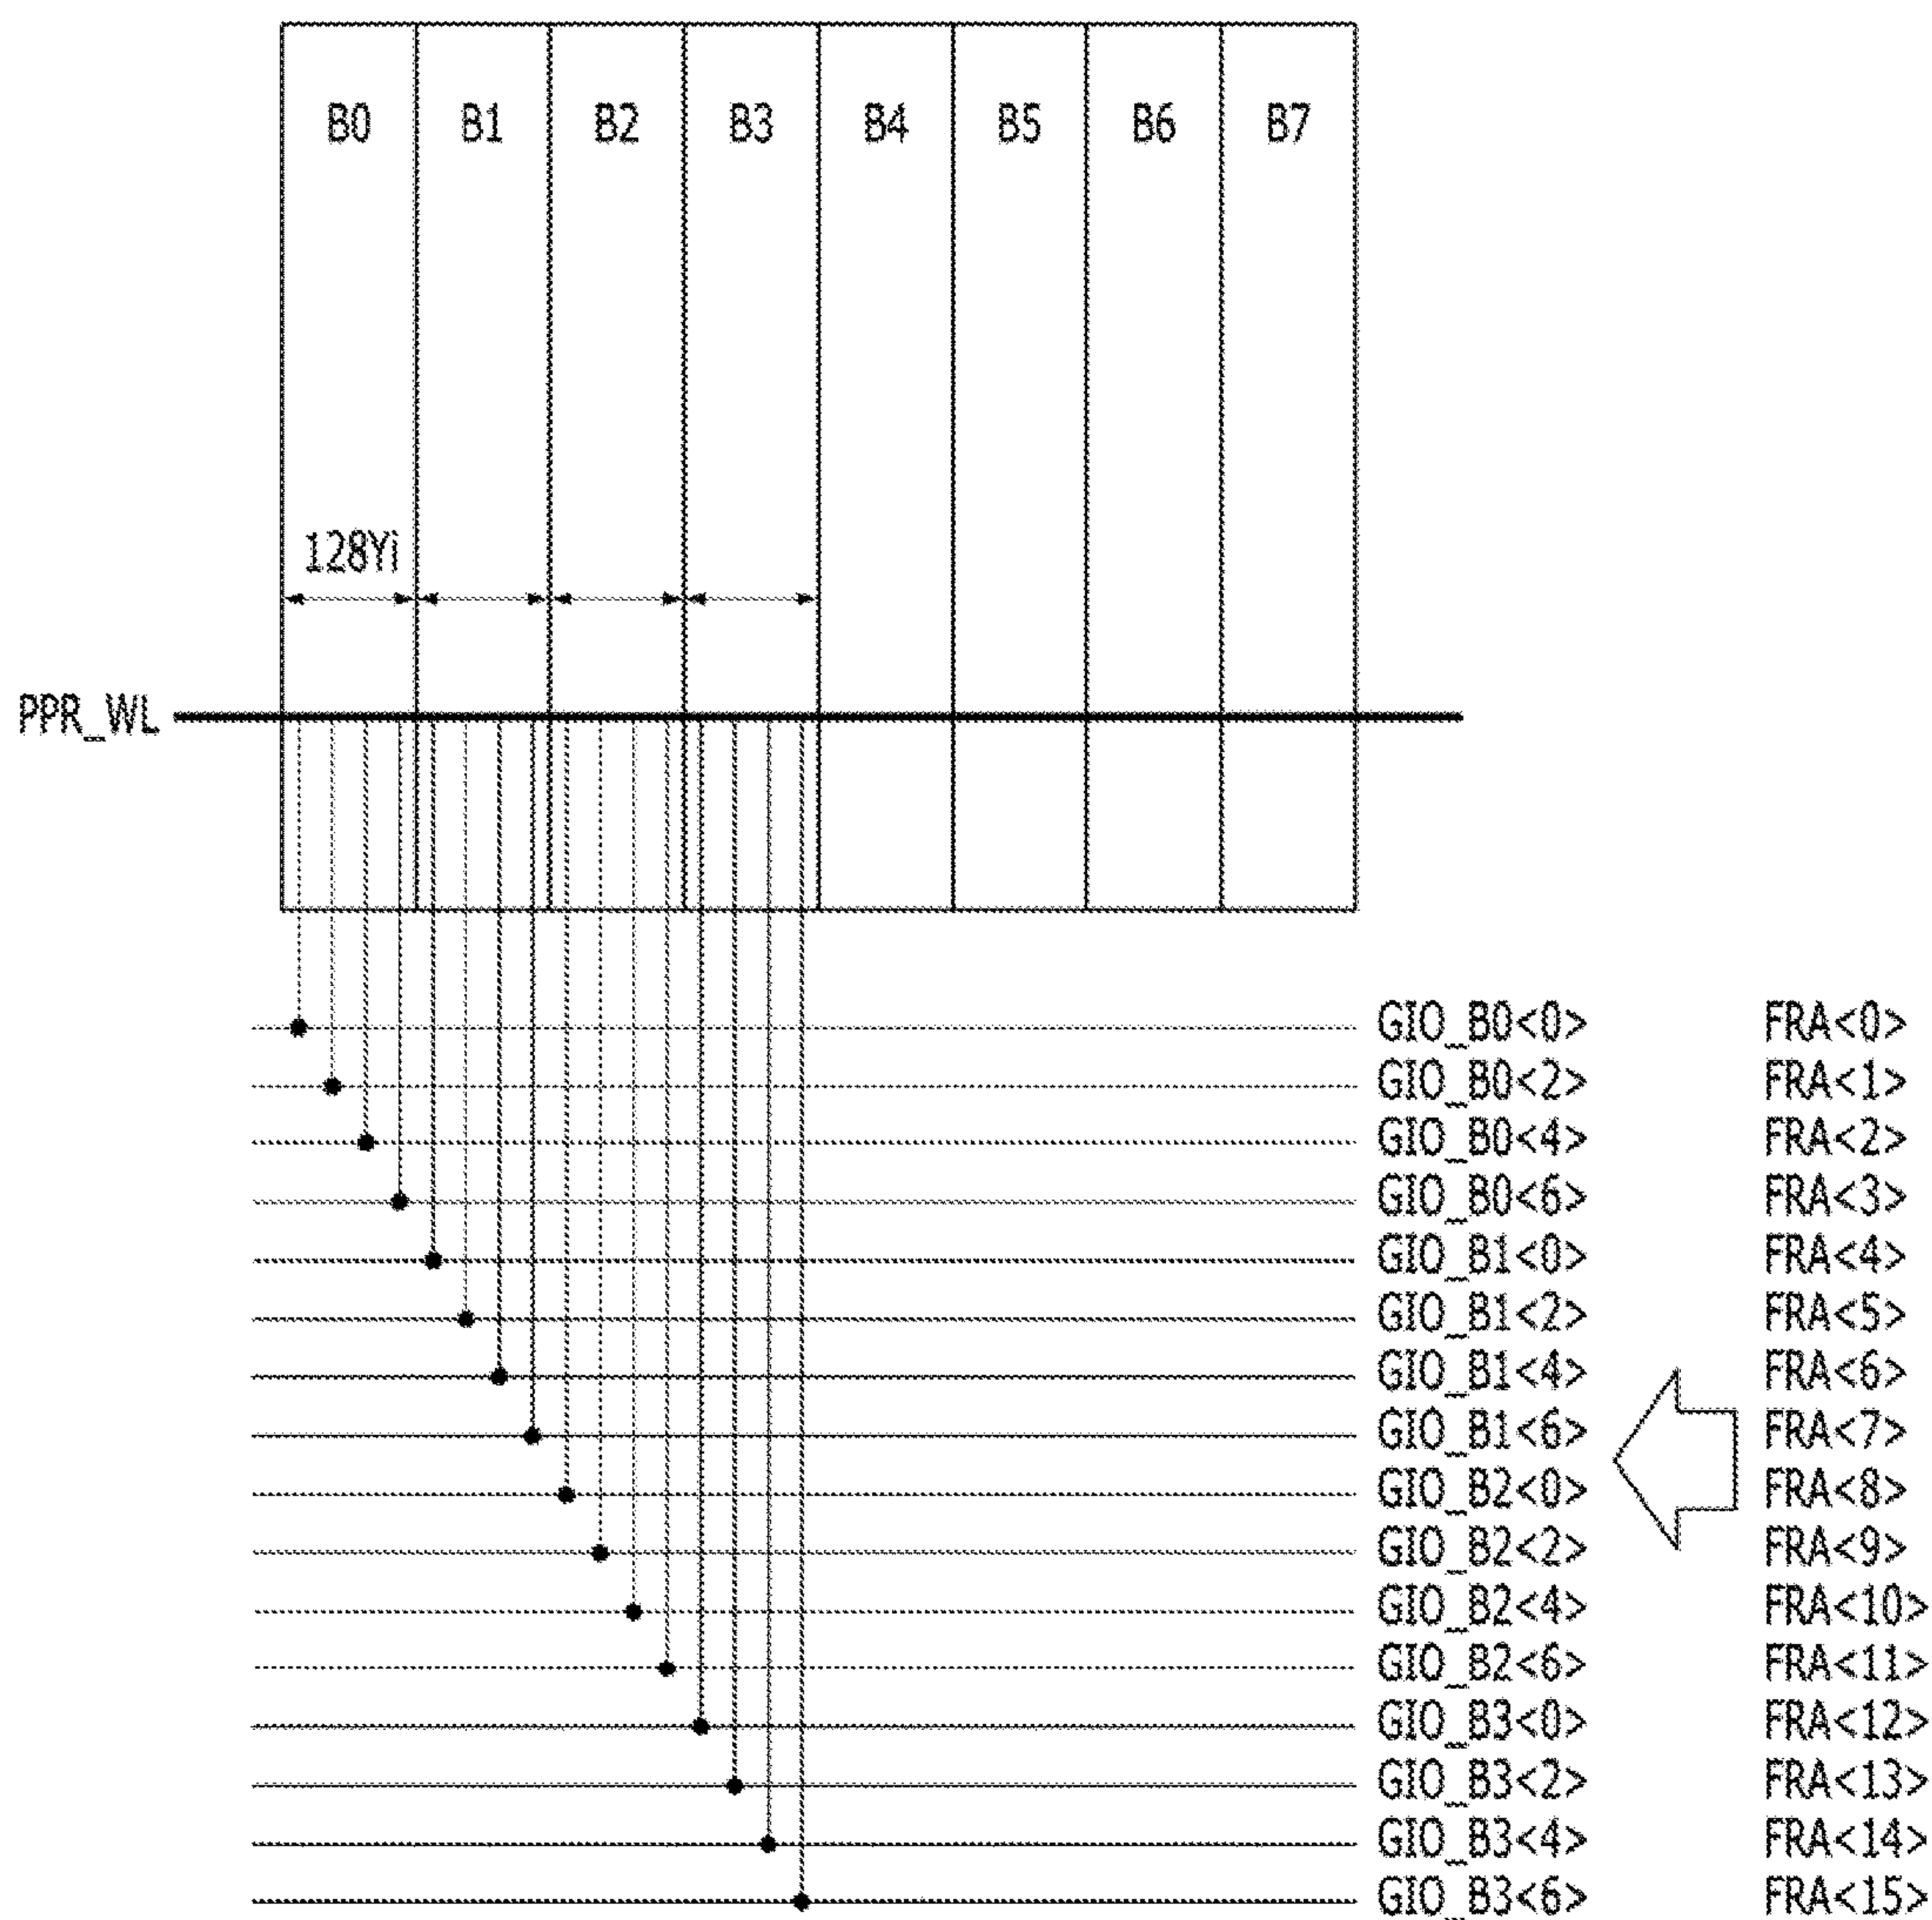 B0 B1 B2 B3 B4 B5 B6 B7
128Yi
PPR_WL
GIO_B0<0> FRA<0>
GIO_B0<2> FRA<1>
GIO_B0<4> FRA<2>
GIO_B0<6> FRA<3>
GIO_B1<0> FRA<4>
GIO_B1<2> FRA<5>
GIO_B1<4> FRA<6>
GIO_B1<6> FRA<7>
GIO_B2<0> FRA<8>
GIO_B2<2> FRA<9>
GIO_B2<4> FRA<10>
GIO_B2<6> FRA<11>
GIO_B3<0> FRA<12>
GIO_B3<2> FRA<13>
GIO_B3<4> FRA<14>
GIO_B3<6> FRA<15>